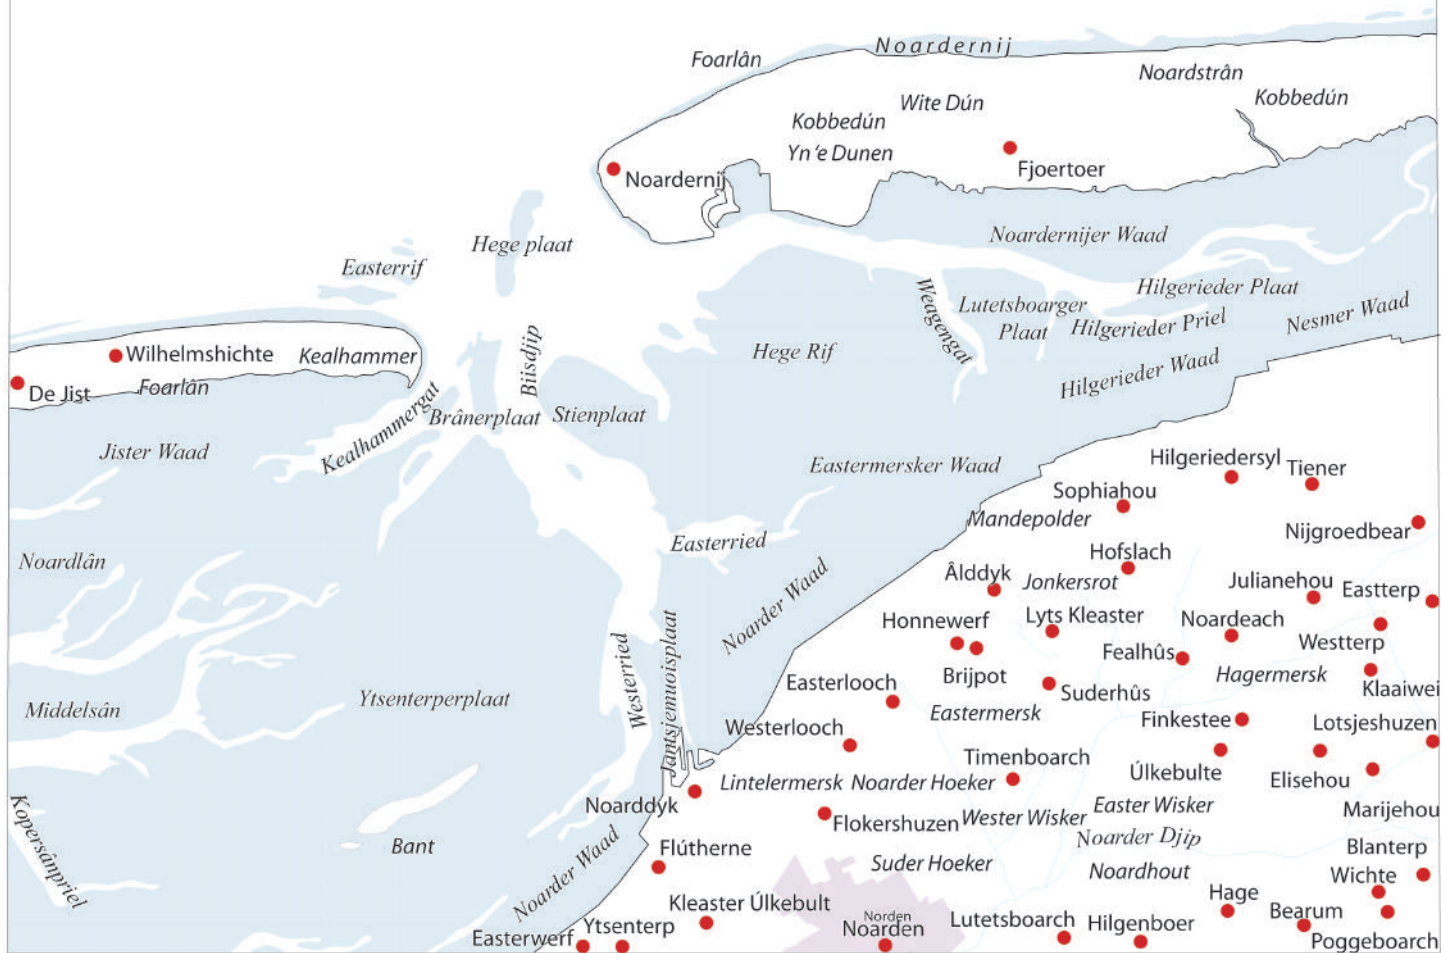 Noardernij
Foarlân
Noardstrân
Kobbedún
Wite Dún
Kobbedún
Yn ‘e Dunen
Fjoertoer
Noardernij
Noardernijer Waad
Hege plaat
Easterrif
Hilgerieder Plaat
Weagengat
Lutetsboarger
Plaat
Hilgerieder Priel
Nesmer Waad
Wilhelmshichte
Kealhammer
Hege Rif
Hilgerieder Waad
De Jist
Foarlân
Biisdjip
Kealhammergat
Brânerplaat
Stienplaat
Jister Waad
Eastermersker Waad
Hilgeriedersyl
Tiener
Sophiahou
Mandepolder
Nijgroedbear
Easterried
Hofslach
Noardlân
Âlddyk
Jonkersrot
Julianehou
Eastterp
Noarder Waad
Honnewerf
Lyts Kleaster
Noardeach
Westterp
Fealhûs
Brijpot
Hagermersk
Klaaiwei
Easterlooch
Suderhûs
Ytsenterperplaat
Westerried
Jantsjemuoisplaat
Middelsân
Eastermersk
Finkestee
Lotsjeshuzen
Westerlooch
Timenboarch
Úlkebulte
Elisehou
Lintelermersk
Noarder Hoeker
Noarddyk
Easter Wisker
Marijehou
Kopersânpriel
Flokershuzen
Wester Wisker
Noarder Djip
Bant
Flútherne
Blanterp
Noarder Waad
Suder Hoeker
Noardhout
Wichte
Kleaster Úlkebult
Hage
Bearum
Norden
Noarden
Lutetsboarch
Hilgenboer
Ytsenterp
Easterwerf
Poggeboarch